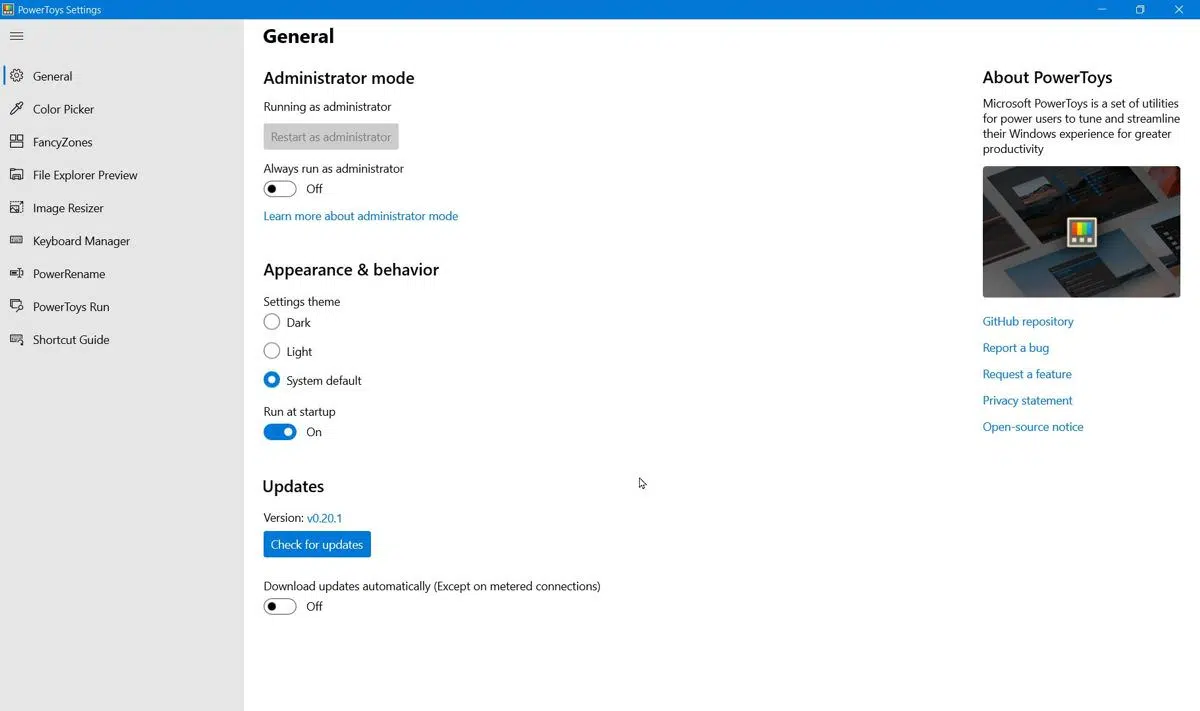 PowerToys Settings
General
Color Picker
FancyZones
File Explorer Preview
Image Resizer
Keyboard Manager
PowerRename
PowerToys Run
Shortcut Guide
General
Administrator mode
Running as administrator
Restart as administrator
Always run as administrator
Off
Learn more about administrator mode
Appearance & behavior
Settings theme
Dark
Light
System default
Run at startup
On
Updates
Version: v0.20.1
Check for updates
Download updates automatically (Except on metered connections)
Off
About PowerToys
Microsoft PowerToys is a set of utilities
for power users to tune and streamline
their Windows experience for greater
productivity
GitHub repository
Report a bug
Request a feature
Privacy statement
Open-source notice